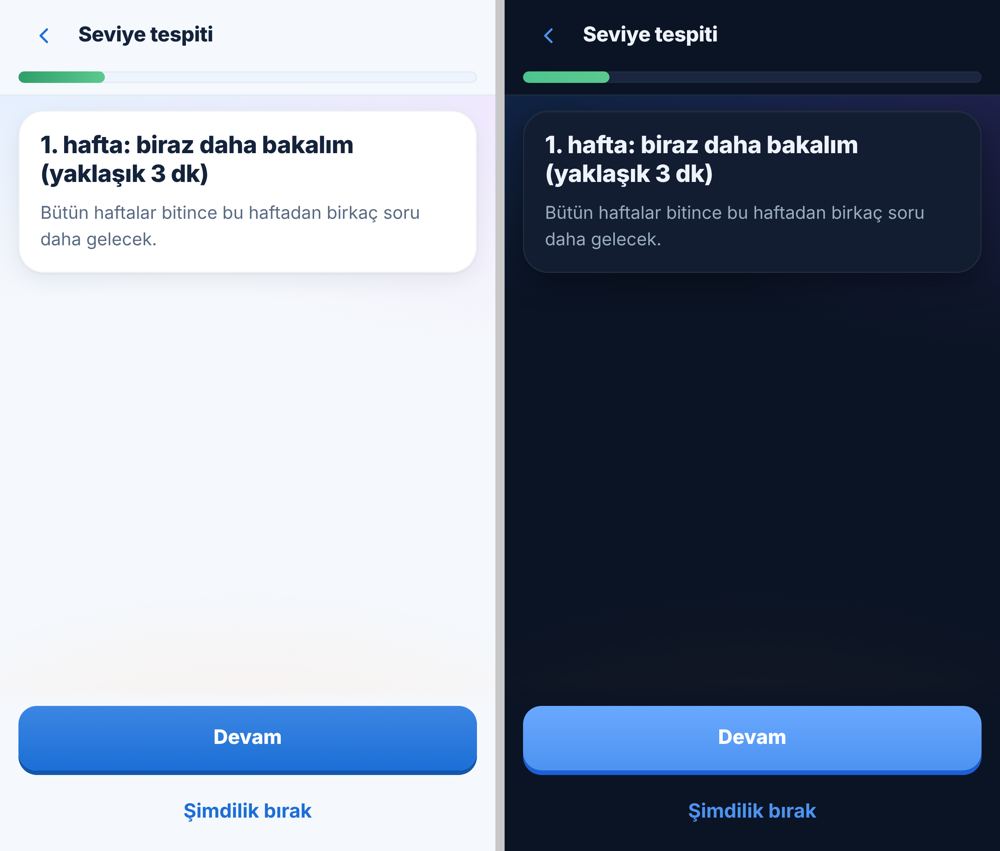 Seviye tespiti
1. hafta: biraz daha bakalım
(yaklaşık 3 dk)
Bütün haftalar bitince bu haftadan birkaç soru
daha gelecek.
Devam
Şimdilik bırak
Seviye tespiti
1. hafta: biraz daha bakalım
(yaklaşık 3 dk)
Bütün haftalar bitince bu haftadan birkaç soru
daha gelecek.
Devam
Şimdilik bırak